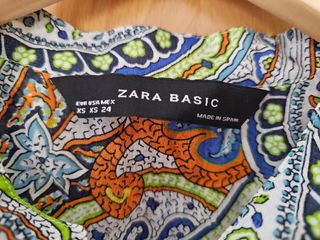 ZARA BASIC
EUR USA MEX
XS XS 24
MADE IN SPAIN